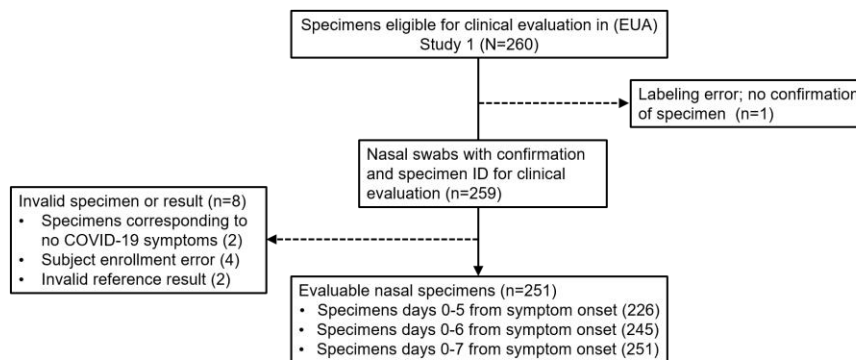 Specimens eligible for clinical evaluation in (EUA)
Study 1 (N=260)
Labeling error; no confirmation
of specimen (n=1)
Nasal swabs with confirmation
and specimen ID for clinical
evaluation (n=259)
Invalid specimen or result (n=8)
• Specimens corresponding to
no COVID-19 symptoms (2)
• Subject enrollment error (4)
• Invalid reference result (2)
Evaluable nasal specimens (n=251)
• Specimens days 0-5 from symptom onset (226)
• Specimens days 0-6 from symptom onset (245)
• Specimens days 0-7 from symptom onset (251)